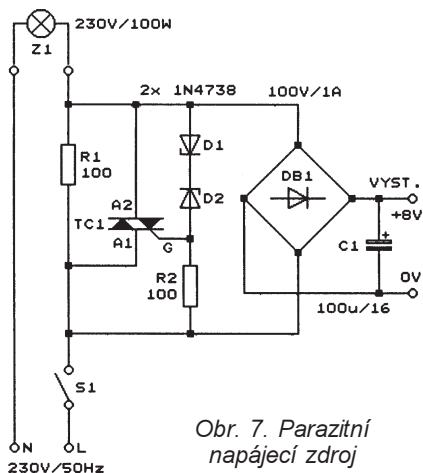 230V/100W
Z1
2x 1N4738
100V/1A
R1
100
D1
DB1
VYST.
A2
D2
+8V
TC1
A1
G
C1
+
R2
100
0V
100u/16
S1
N
L
230V/50Hz
Obr. 7. Parazitní
napájecí zdroj